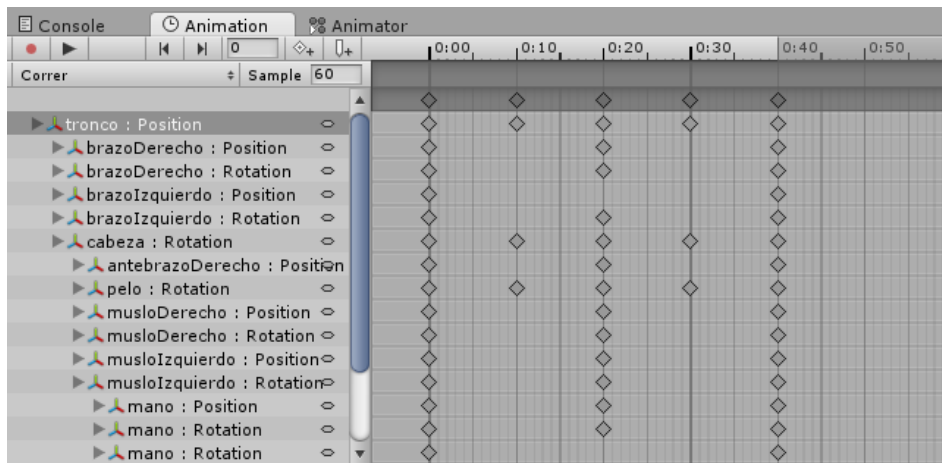 Console Animation Animator
0 0:00 0:10 0:20 0:30 0:40 0:50
Correr Sample 60
tronco : Position
brazoDerecho : Position
brazoDerecho : Rotation
brazoIzquierdo : Position
brazoIzquierdo : Rotation
cabeza : Rotation
antebrazoDerecho : Position
pelo : Rotation
musloDerecho : Position
musloDerecho : Rotation
musloIzquierdo : Position
musloIzquierdo : Rotation
mano : Position
mano : Rotation
mano : Rotation